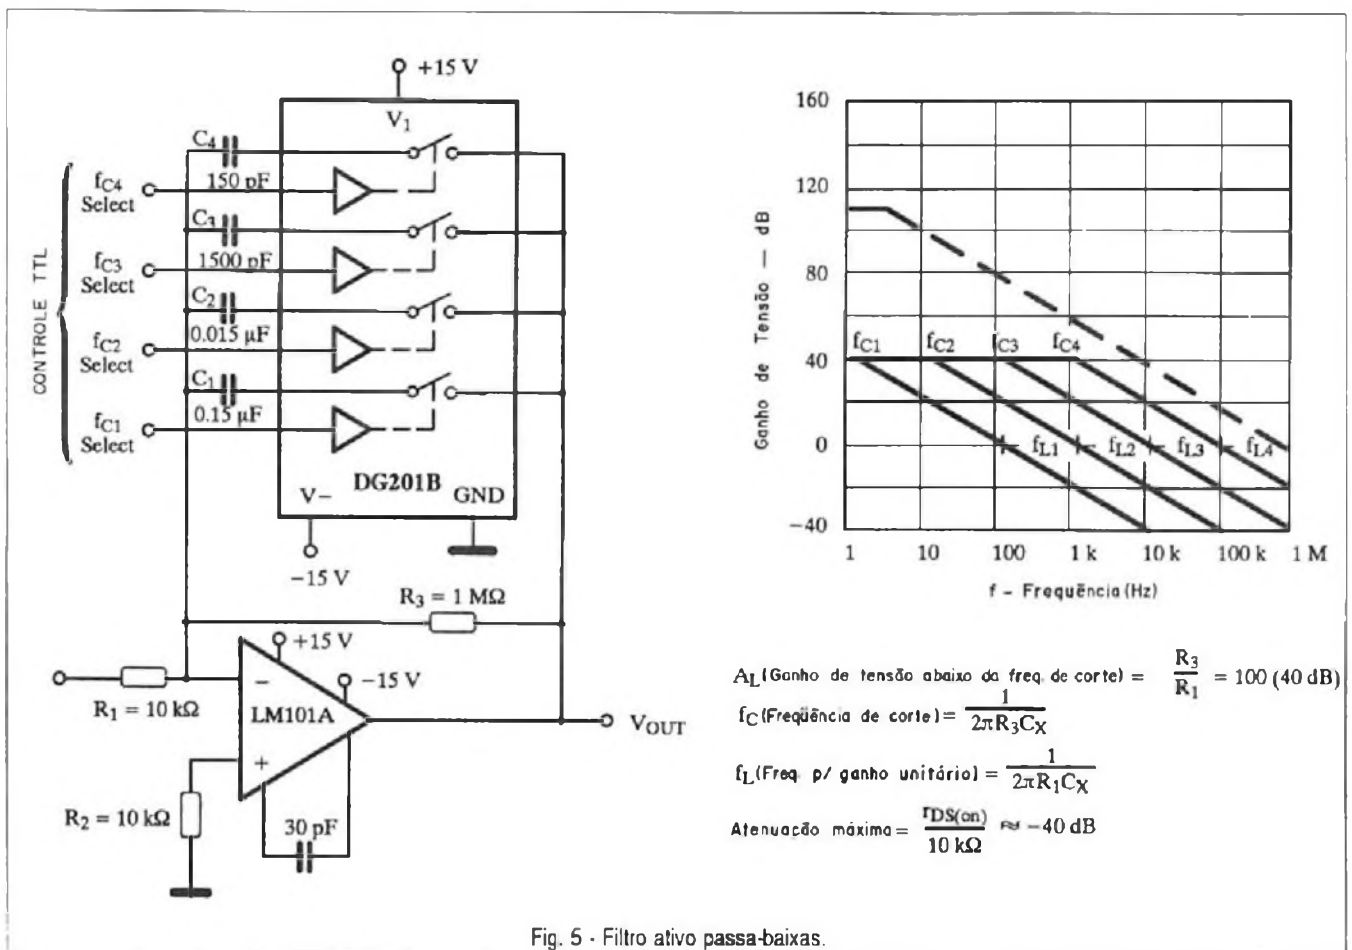 +15 V
V1
C4
150 pF
fC4
Select
C3
1500 pF
fC3
Select
C2
0.015 µF
fC2
Select
C1
0.15 µF
fC1
Select
CONTROLE TTL
DG201B
V−
GND
−15 V
R3 = 1 MΩ
+15 V
−15 V
R1 = 10 kΩ
−
LM101A
+
VOUT
R2 = 10 kΩ
30 pF
Ganho de Tensão — dB
160
120
80
40
0
−40
fC1 fC2 fC3 fC4
fL1 fL2 fL3 fL4
1 10 100 1 k 10 k 100 k 1 M
f - Frequência (Hz)
AL (Ganho de tensão abaixo da freq. de corte) = R3/R1 = 100 (40 dB)
fC (Freqüência de corte) = 1/2πR3CX
fL (Freq. p/ ganho unitário) = 1/2πR1CX
Atenuacão máxima = rDS(on)/10 kΩ ≈ −40 dB
Fig. 5 - Filtro ativo passa-baixas.